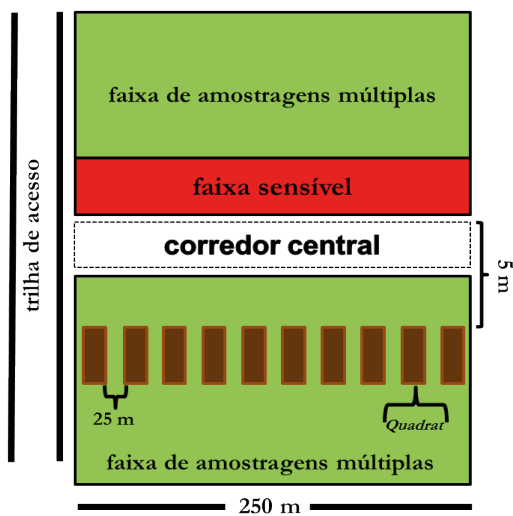 faixa de amostragens múltiplas
faixa sensível
corredor central
trilha de acesso
5 m
25 m
Quadrat
faixa de amostragens múltiplas
250 m